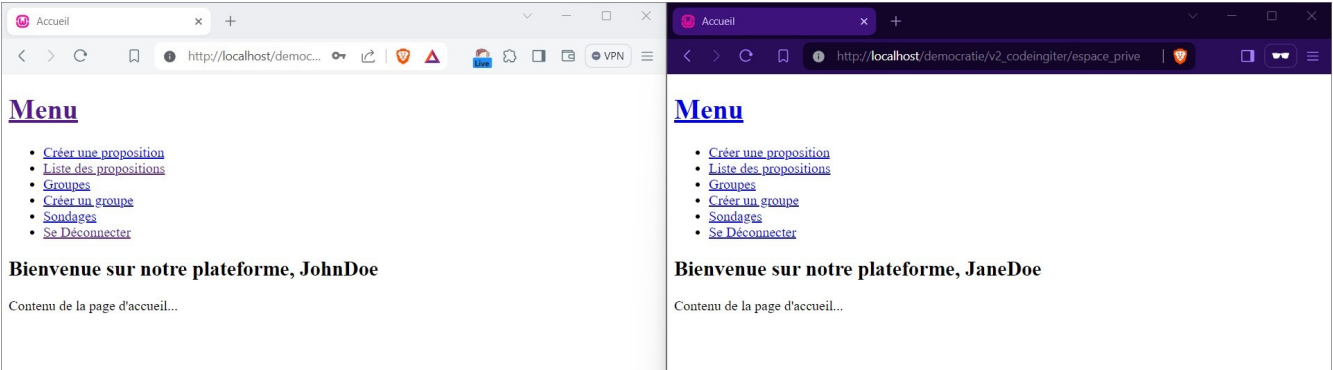 Accueil
http://localhost/democ...
Live
VPN
Menu
Créer une proposition
Liste des propositions
Groupes
Créer un groupe
Sondages
Se Déconnecter
Bienvenue sur notre plateforme, JohnDoe
Contenu de la page d'accueil...
Accueil
http://localhost/democratie/v2_codeingiter/espace_prive
Menu
Créer une proposition
Liste des propositions
Groupes
Créer un groupe
Sondages
Se Déconnecter
Bienvenue sur notre plateforme, JaneDoe
Contenu de la page d'accueil...